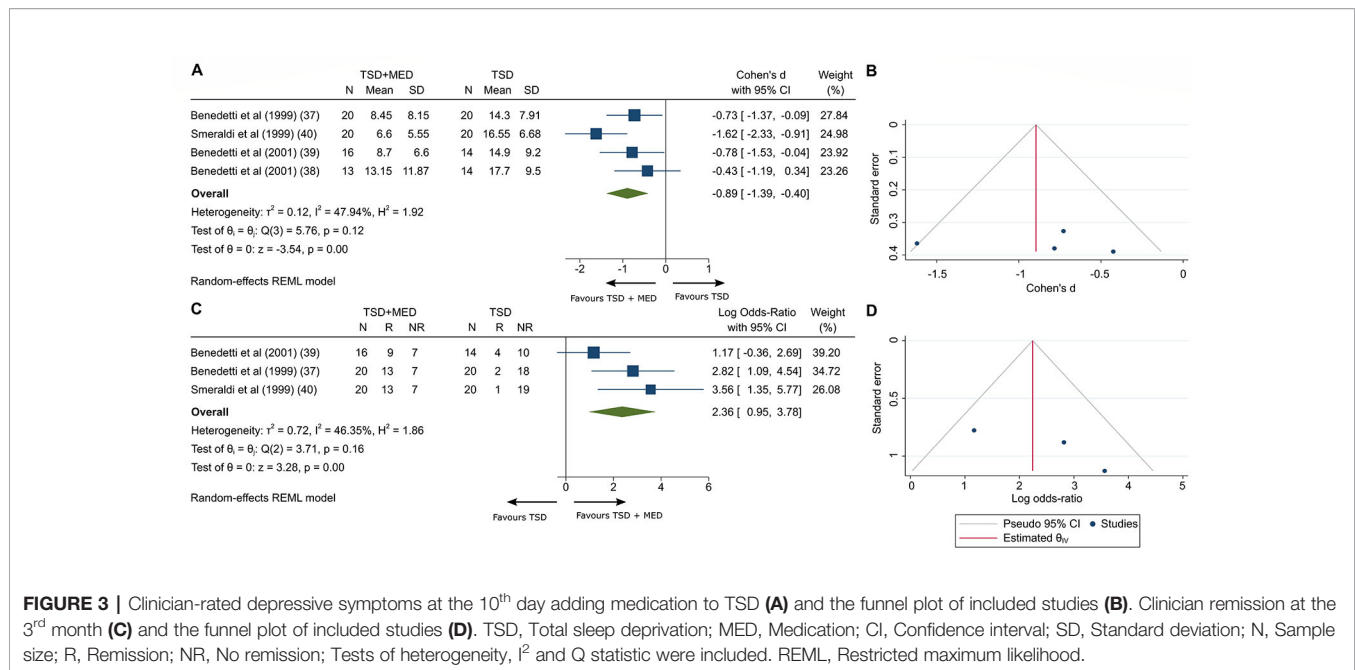 A
TSD+MED TSD Cohen's d Weight
N Mean SD N Mean SD with 95% CI (%)
Benedetti et al (1999) (37) 20 8.45 8.15 20 14.3 7.91 -0.73 [ -1.37, -0.09] 27.84
Smeraldi et al (1999) (40) 20 6.6 5.55 20 16.55 6.68 -1.62 [ -2.33, -0.91] 24.98
Benedetti et al (2001) (39) 16 8.7 6.6 14 14.9 9.2 -0.78 [ -1.53, -0.04] 23.92
Benedetti et al (2001) (38) 13 13.15 11.87 14 17.7 9.5 -0.43 [ -1.19, 0.34] 23.26
Overall -0.89 [ -1.39, -0.40]
Heterogeneity: τ² = 0.12, I² = 47.94%, H² = 1.92
Test of θᵢ = θⱼ: Q(3) = 5.76, p = 0.12
Test of θ = 0: z = -3.54, p = 0.00
-2 -1 0 1
Random-effects REML model
Favours TSD + MED Favours TSD
B
Standard error
0
0.1
0.2
0.3
0.4
-1.5 -1 -0.5 0
Cohen's d
C
TSD+MED TSD Log Odds-Ratio Weight
N R NR N R NR with 95% CI (%)
Benedetti et al (2001) (39) 16 9 7 14 4 10 1.17 [ -0.36, 2.69] 39.20
Benedetti et al (1999) (37) 20 13 7 20 2 18 2.82 [ 1.09, 4.54] 34.72
Smeraldi et al (1999) (40) 20 13 7 20 1 19 3.56 [ 1.35, 5.77] 26.08
Overall 2.36 [ 0.95, 3.78]
Heterogeneity: τ² = 0.72, I² = 46.35%, H² = 1.86
Test of θᵢ = θⱼ: Q(2) = 3.71, p = 0.16
Test of θ = 0: z = 3.28, p = 0.00
0 2 4 6
Random-effects REML model
Favours TSD Favours TSD + MED
D
Standard error
0
0.5
1
0 1 2 3 4 5
Log odds-ratio
Pseudo 95% CI Studies
Estimated θIV
FIGURE 3 | Clinician-rated depressive symptoms at the 10th day adding medication to TSD (A) and the funnel plot of included studies (B). Clinician remission at the
3rd month (C) and the funnel plot of included studies (D). TSD, Total sleep deprivation; MED, Medication; CI, Confidence interval; SD, Standard deviation; N, Sample
size; R, Remission; NR, No remission; Tests of heterogeneity, I² and Q statistic were included. REML, Restricted maximum likelihood.